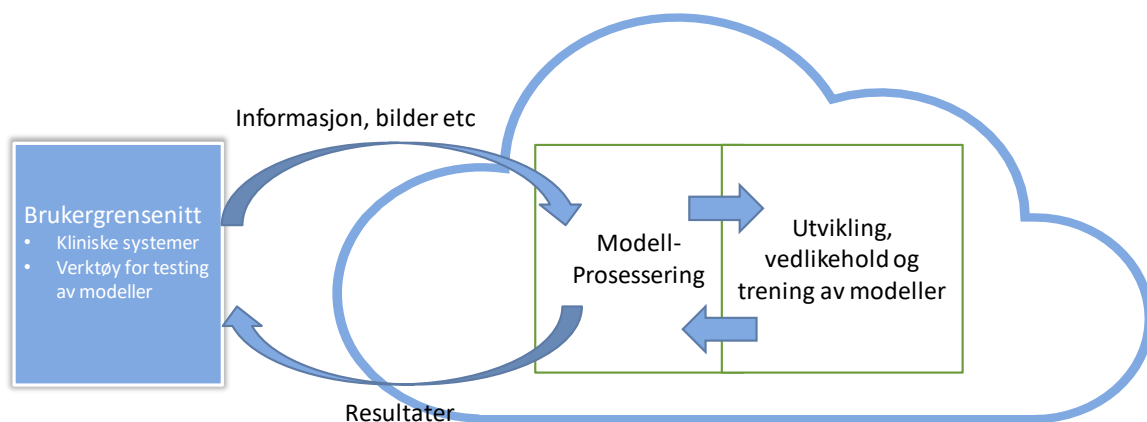 Informasjon, bilder etc
Brukergrensenitt
• Kliniske systemer
• Verktøy for testing
av modeller
Modell-
Prosessering
Utvikling,
vedlikehold og
trening av modeller
Resultater